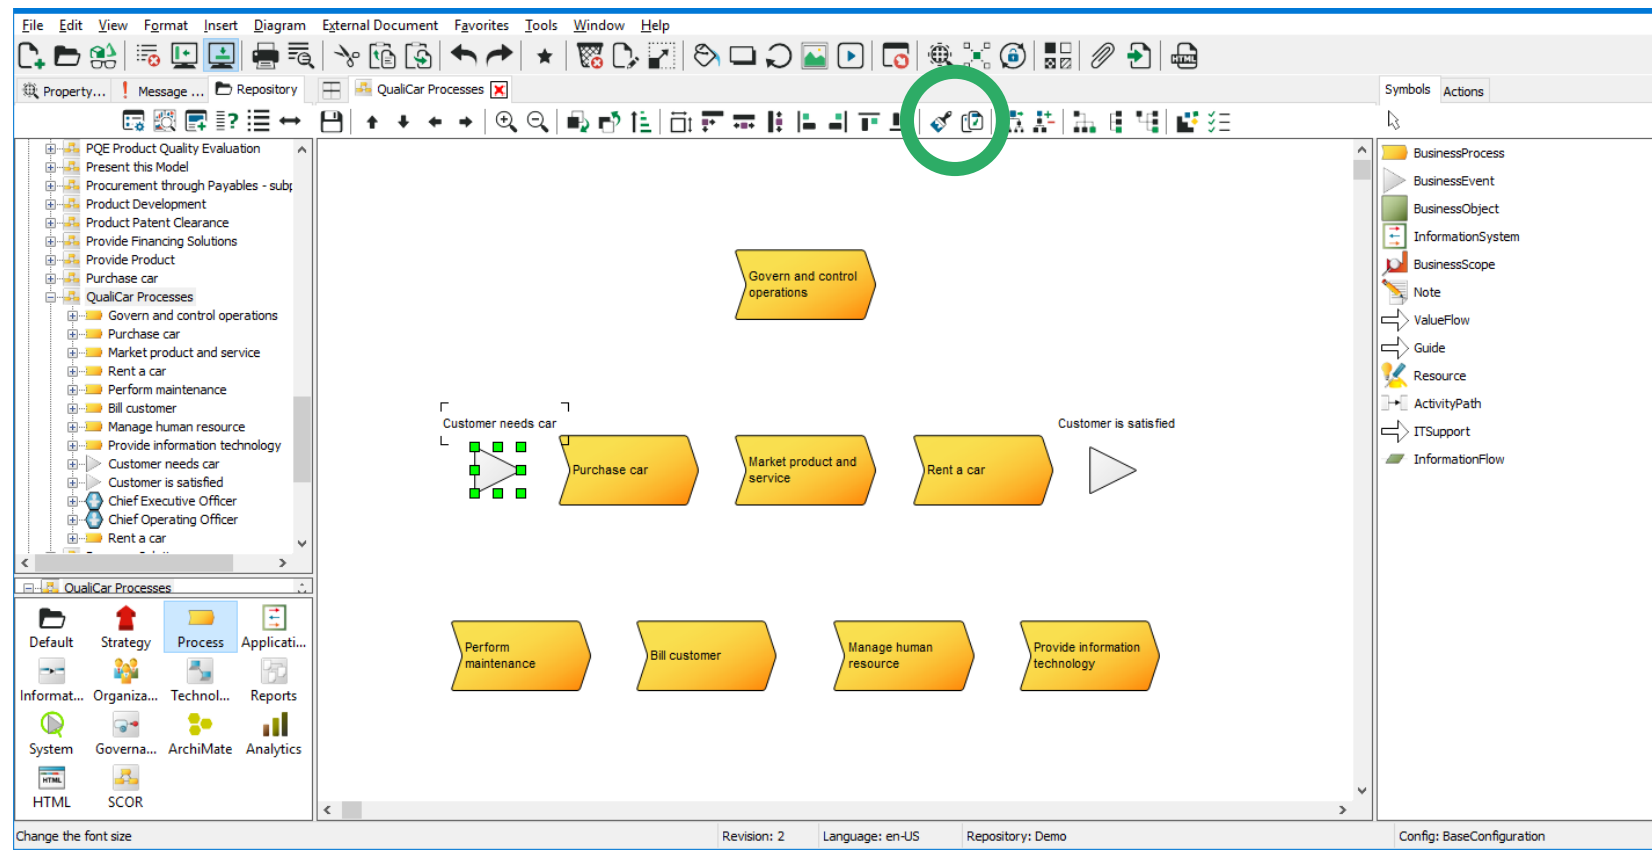 File Edit View Format Insert Diagram External Document Favorites Tools Window Help
HTML
Property... Message ... Repository QualiCar Processes Symbols Actions
PQE Product Quality Evaluation
Present this Model
Procurement through Payables - subp
Product Development
Product Patent Clearance
Provide Financing Solutions
Provide Product
Purchase car
QualiCar Processes
Govern and control operations
Purchase car
Market product and service
Rent a car
Perform maintenance
Bill customer
Manage human resource
Provide information technology
Customer needs car
Customer is satisfied
Chief Executive Officer
Chief Operating Officer
Rent a car
QualiCar Processes
Default Strategy Process Applicati...
Informat... Organiza... Technol... Reports
System Governa... ArchiMate Analytics
HTML
HTML SCOR
Govern and control
operations
Customer needs car
Customer is satisfied
Purchase car
Market product and
service
Rent a car
Perform
maintenance
Bill customer
Manage human
resource
Provide information
technology
BusinessProcess
BusinessEvent
BusinessObject
InformationSystem
BusinessScope
Note
ValueFlow
Guide
Resource
ActivityPath
ITSupport
InformationFlow
Change the font size Revision: 2 Language: en-US Repository: Demo Config: BaseConfiguration